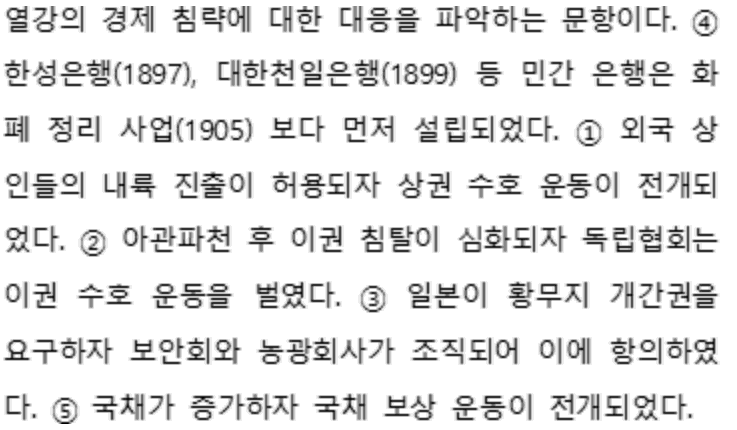 열강의 경제 침략에 대한 대응을 파악하는 문항이다. ④
한성은행(1897), 대한천일은행(1899) 등 민간 은행은 화
폐 정리 사업(1905) 보다 먼저 설립되었다. ① 외국 상
인들의 내륙 진출이 허용되자 상권 수호 운동이 전개되
었다. ② 아관파천 후 이권 침탈이 심화되자 독립협회는
이권 수호 운동을 벌였다. ③ 일본이 황무지 개간권을
요구하자 보안회와 농광회사가 조직되어 이에 항의하였
다. ⑤ 국채가 증가하자 국채 보상 운동이 전개되었다.